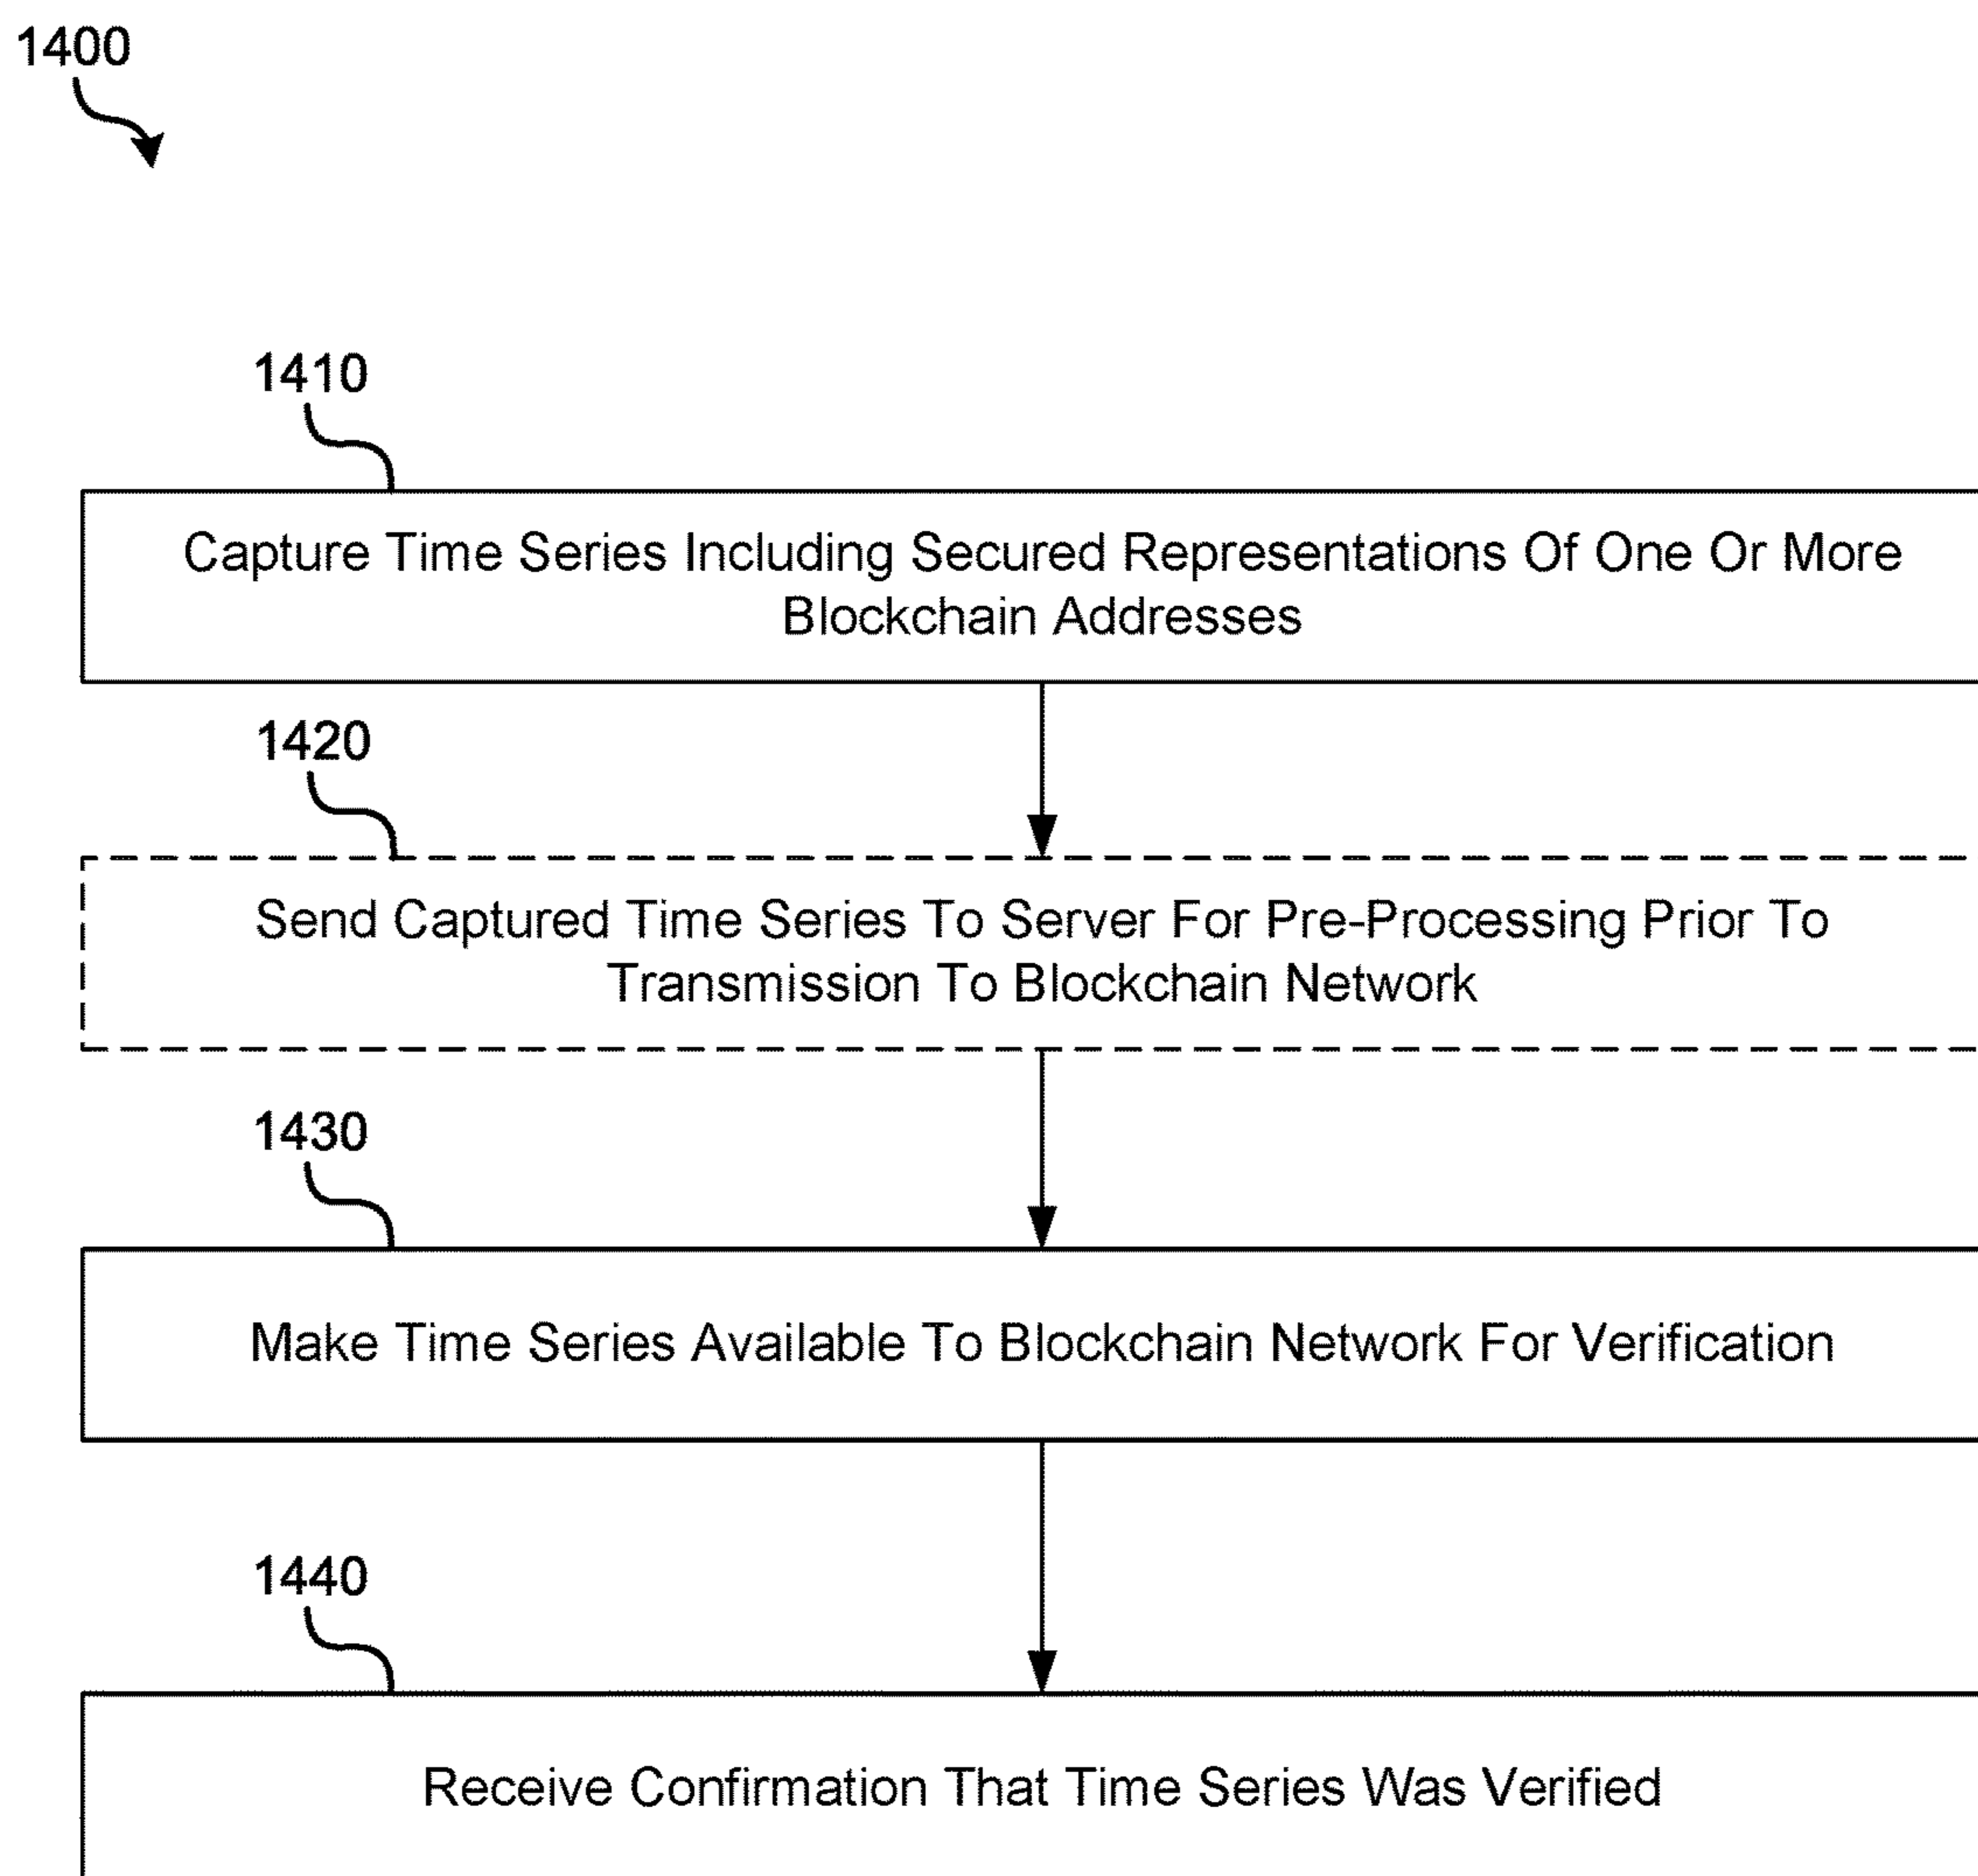 1400
1410
Capture Time Series Including Secured Representations Of One Or More
Blockchain Addresses
1420
Send Captured Time Series To Server For Pre-Processing Prior To
Transmission To Blockchain Network
1430
Make Time Series Available To Blockchain Network For Verification
1440
Receive Confirmation That Time Series Was Verified